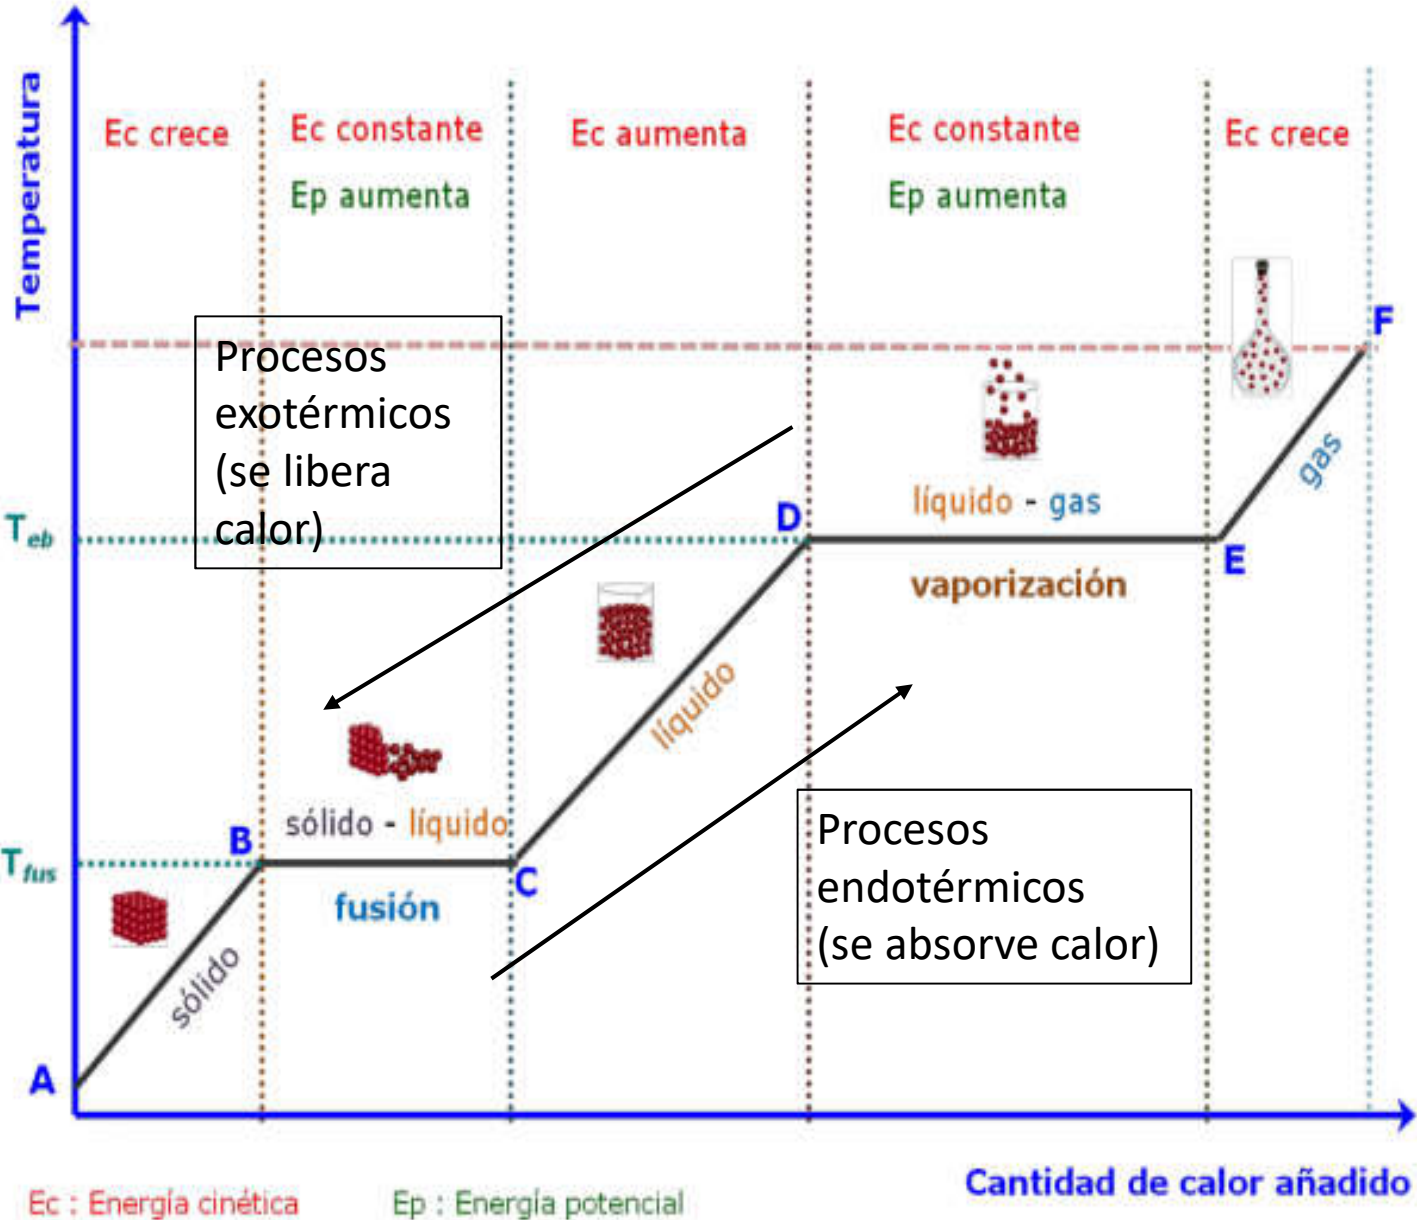 Temperatura
Ec crece
Ec constante
Ep aumenta
Ec aumenta
Ec constante
Ep aumenta
Ec crece
F
Procesos
exotérmicos
(se libera
calor)
gas
líquido - gas
D
T eb
E
vaporización
líquido
sólido - líquido
B
T fus
C
fusión
Procesos
endotérmicos
(se absorve calor)
sólido
A
Cantidad de calor añadido
Ec : Energía cinética
Ep : Energía potencial